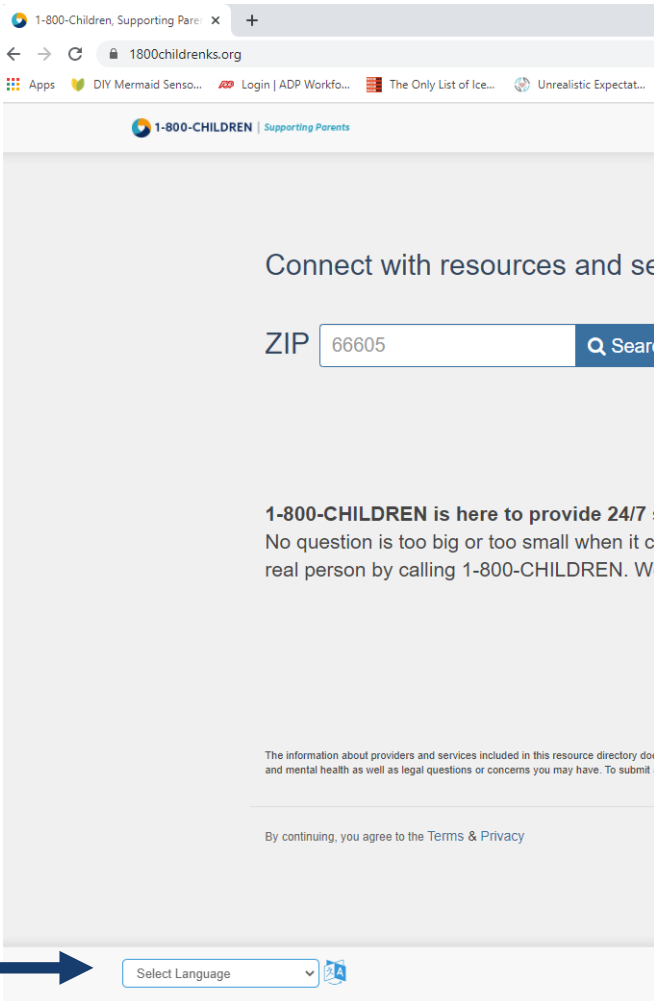 1-800-Children, Supporting Pare
1800childrenks.org
Apps DIY Mermaid Senso... Login | ADP Workfo... The Only List of Ice... Unrealistic Expectat...
1-800-CHILDREN | Supporting Parents
Connect with resources and se
ZIP 66605 Sear
1-800-CHILDREN is here to provide 24/7
No question is too big or too small when it c
real person by calling 1-800-CHILDREN. W
The information about providers and services included in this resource directory doe
and mental health as well as legal questions or concerns you may have. To submit
By continuing, you agree to the Terms & Privacy
Select Language